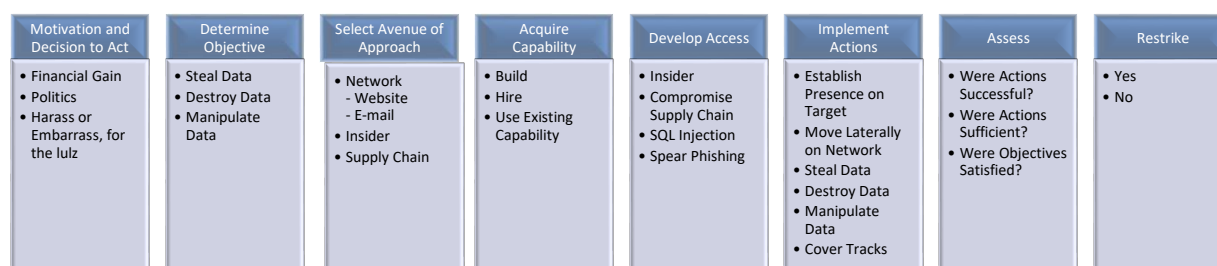 Motivation and
Decision to Act
• Financial Gain
• Politics
• Harass or
Embarrass, for
the lulz
Determine
Objective
• Steal Data
• Destroy Data
• Manipulate
Data
Select Avenue of
Approach
• Network
- Website
- E-mail
• Insider
• Supply Chain
Acquire
Capability
• Build
• Hire
• Use Existing
Capability
Develop Access
• Insider
• Compromise
Supply Chain
• SQL Injection
• Spear Phishing
Implement
Actions
• Establish
Presence on
Target
• Move Laterally
on Network
• Steal Data
• Destroy Data
• Manipulate
Data
• Cover Tracks
Assess
• Were Actions
Successful?
• Were Actions
Sufficient?
• Were Objectives
Satisfied?
Restrike
• Yes
• No